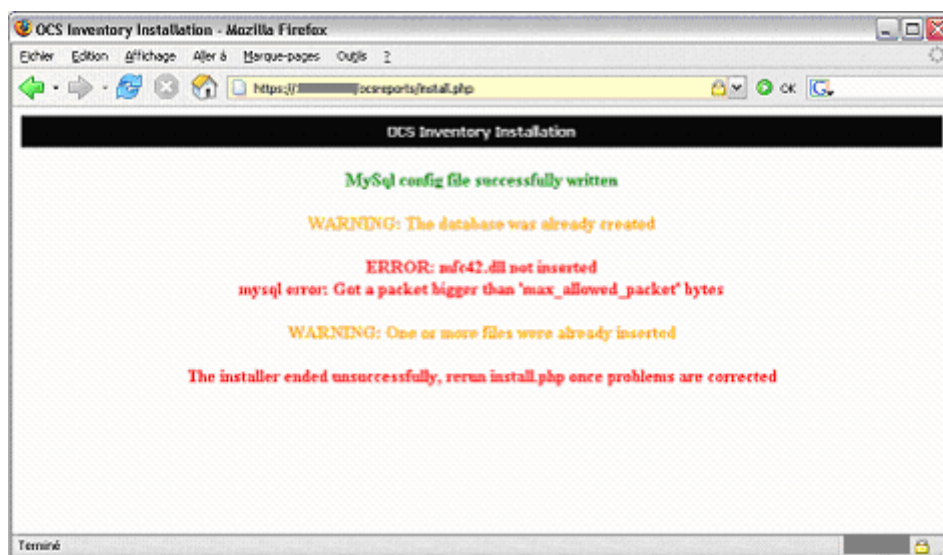 OCS Inventory Installation - Mozilla Firefox
Fichier Edition Affichage Aller à Marque-pages Outils ?
https:// /ocsreports/install.php OK
OCS Inventory Installation
MySql config file successfully written
WARNING: The database was already created
ERROR: mfc42.dll not inserted
mysql error: Got a packet bigger than 'max_allowed_packet' bytes
WARNING: One or more files were already inserted
The installer ended unsuccessfully, rerun install.php once problems are corrected
Terminé